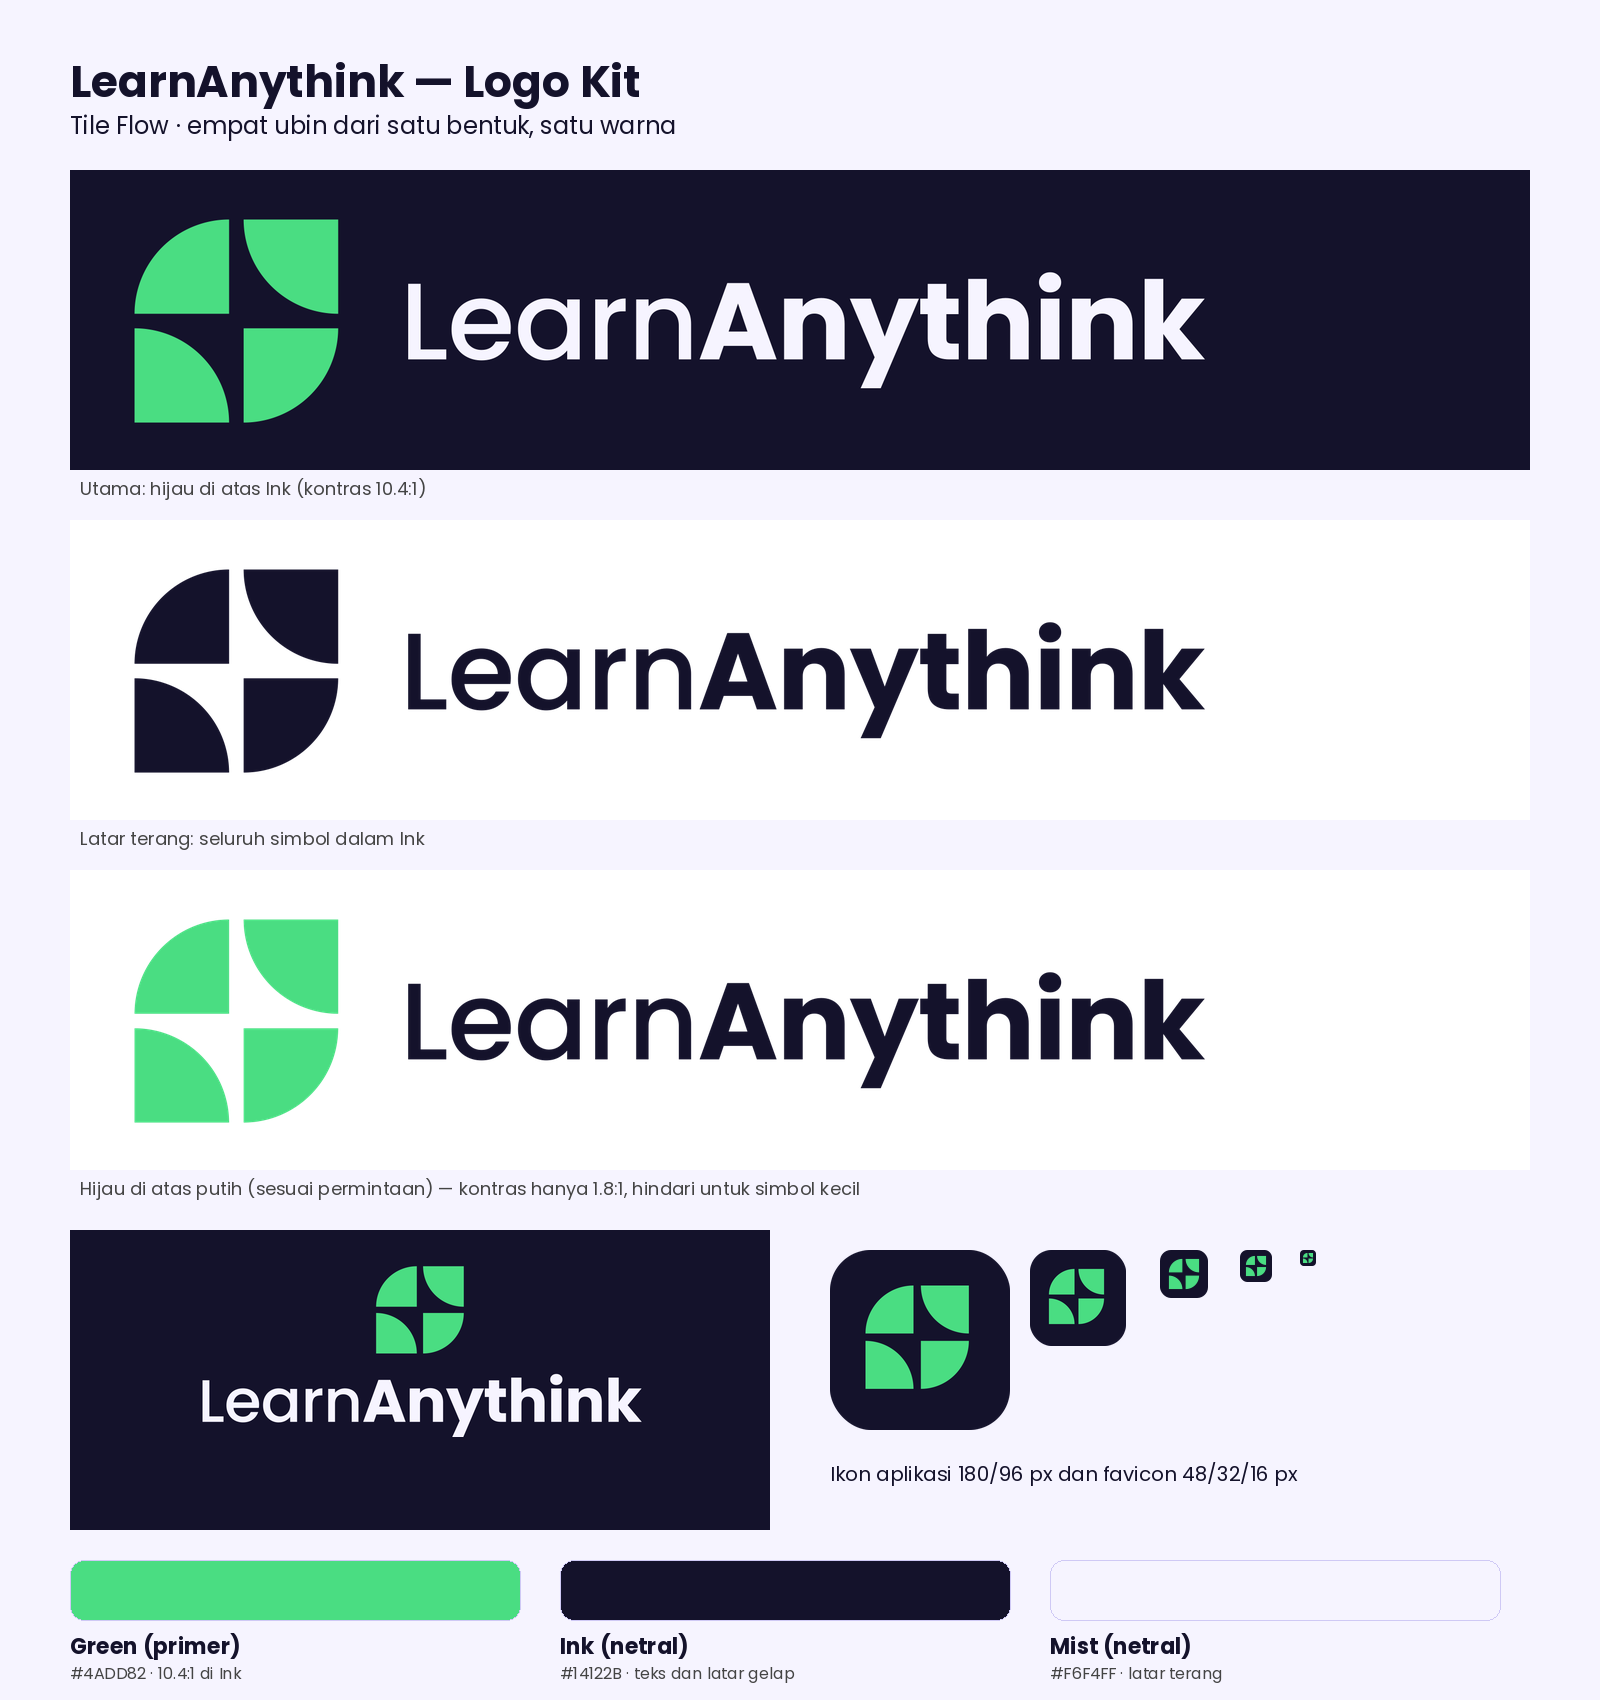 LearnAnythink — Logo Kit
Tile Flow · empat ubin dari satu bentuk, satu warna
LearnAnythink
Utama: hijau di atas Ink (kontras 10.4:1)
LearnAnythink
Latar terang: seluruh simbol dalam Ink
LearnAnythink
Hijau di atas putih (sesuai permintaan) — kontras hanya 1.8:1, hindari untuk simbol kecil
LearnAnythink
Ikon aplikasi 180/96 px dan favicon 48/32/16 px
Green (primer)
#4ADD82 · 10.4:1 di Ink
Ink (netral)
#14122B · teks dan latar gelap
Mist (netral)
#F6F4FF · latar terang